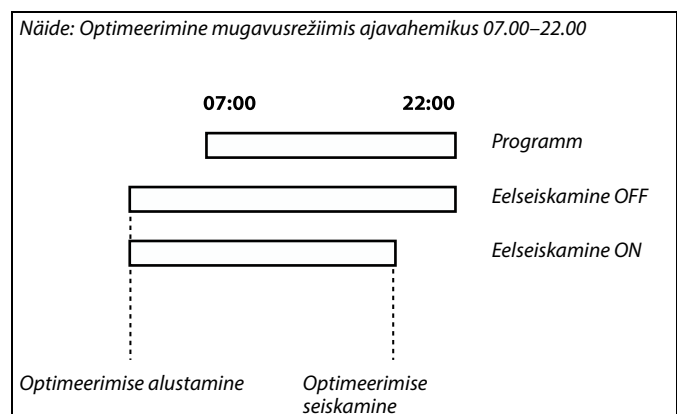 Näide: Optimeerimine mugavusrežiimis ajavahemikus 07.00–22.00
07:00 22:00
Programm
Eelseiskamine OFF
Eelseiskamine ON
Optimeerimise alustamine
Optimeerimise
seiskamine